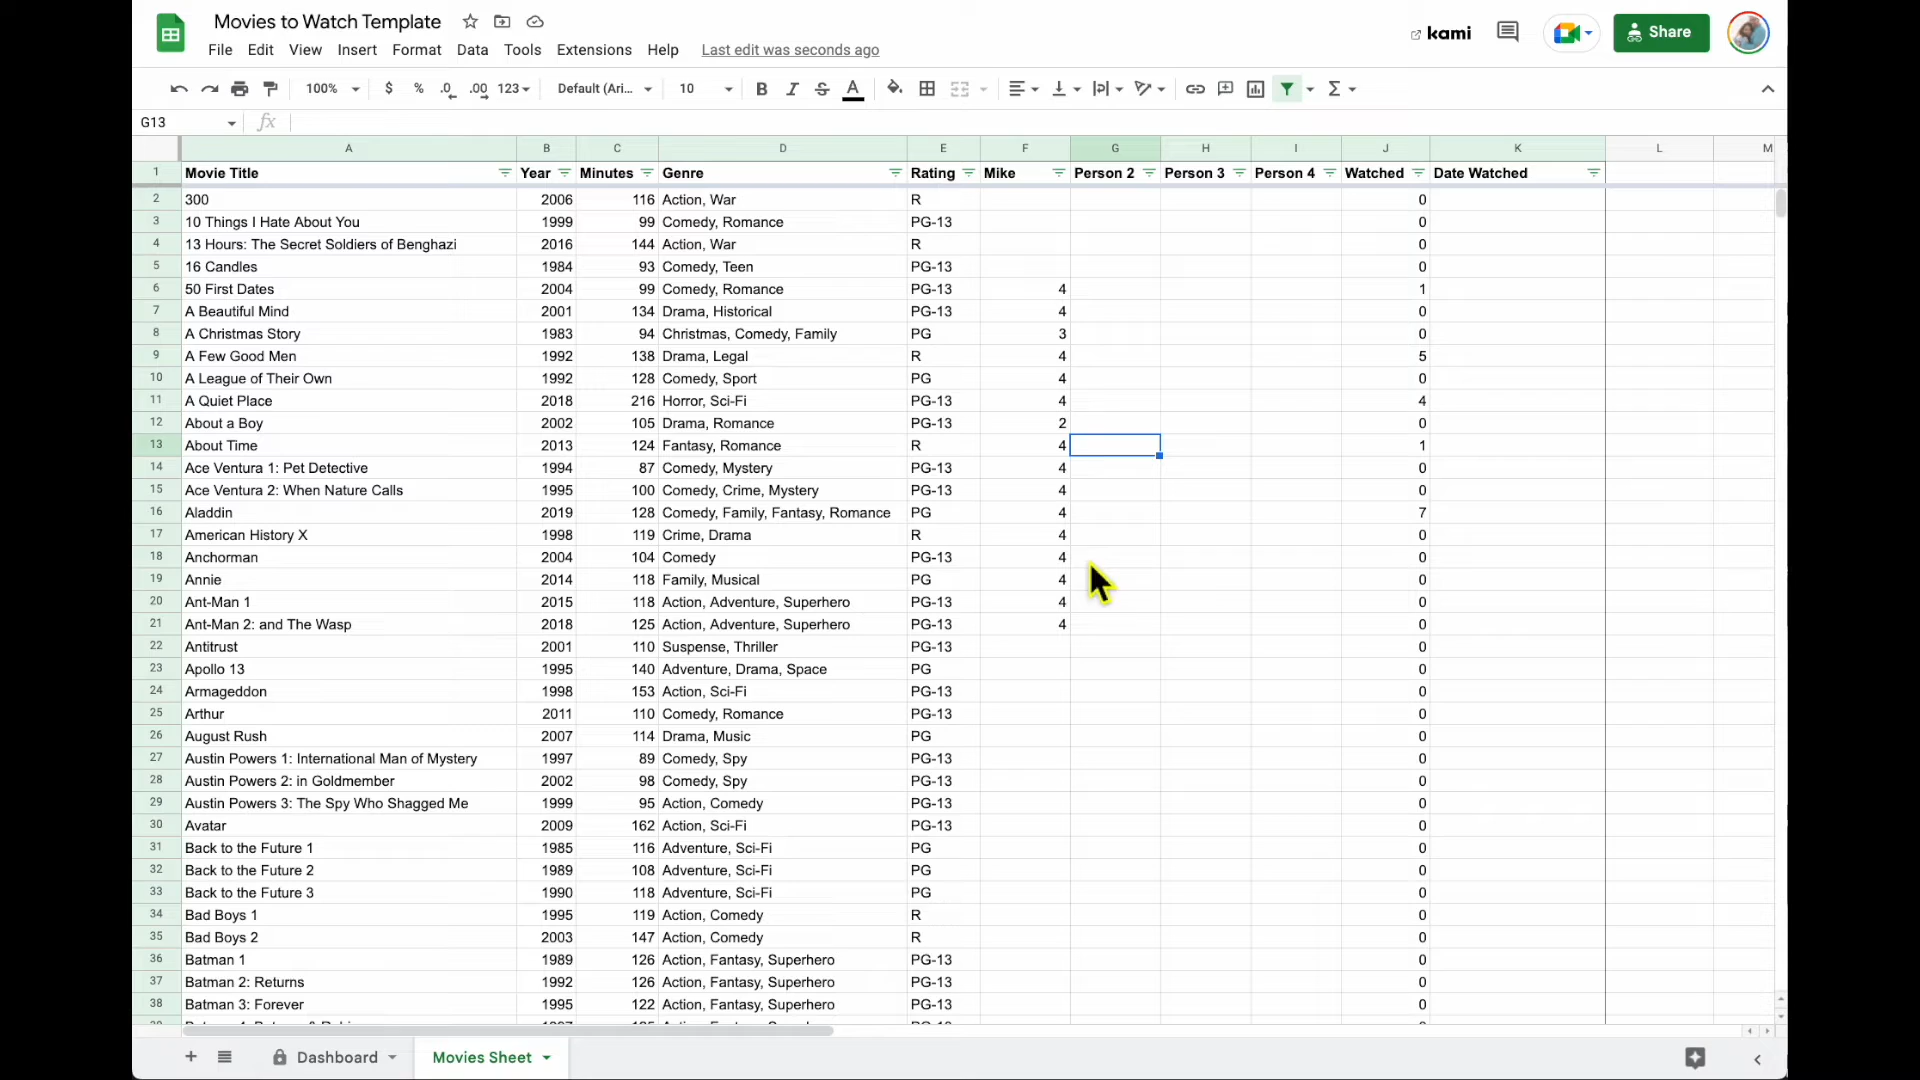 Movies to Watch Template
File Edit View Insert Format Data Tools Extensions Help Last edit was seconds ago
kami
Share
100% $ % .0 .00 123 Default (Ari... 10 B I S A Σ
G13 fx
A B C D E F G H I J K L M
1 Movie Title Year Minutes Genre Rating Mike Person 2 Person 3 Person 4 Watched Date Watched
2 300 2006 116 Action, War R 0
3 10 Things I Hate About You 1999 99 Comedy, Romance PG-13 0
4 13 Hours: The Secret Soldiers of Benghazi 2016 144 Action, War R 0
5 16 Candles 1984 93 Comedy, Teen PG-13 0
6 50 First Dates 2004 99 Comedy, Romance PG-13 4 1
7 A Beautiful Mind 2001 134 Drama, Historical PG-13 4 0
8 A Christmas Story 1983 94 Christmas, Comedy, Family PG 3 0
9 A Few Good Men 1992 138 Drama, Legal R 4 5
10 A League of Their Own 1992 128 Comedy, Sport PG 4 0
11 A Quiet Place 2018 216 Horror, Sci-Fi PG-13 4 4
12 About a Boy 2002 105 Drama, Romance PG-13 2 0
13 About Time 2013 124 Fantasy, Romance R 4 1
14 Ace Ventura 1: Pet Detective 1994 87 Comedy, Mystery PG-13 4 0
15 Ace Ventura 2: When Nature Calls 1995 100 Comedy, Crime, Mystery PG-13 4 0
16 Aladdin 2019 128 Comedy, Family, Fantasy, Romance PG 4 7
17 American History X 1998 119 Crime, Drama R 4 0
18 Anchorman 2004 104 Comedy PG-13 4 0
19 Annie 2014 118 Family, Musical PG 4 0
20 Ant-Man 1 2015 118 Action, Adventure, Superhero PG-13 4 0
21 Ant-Man 2: and The Wasp 2018 125 Action, Adventure, Superhero PG-13 4 0
22 Antitrust 2001 110 Suspense, Thriller PG-13 0
23 Apollo 13 1995 140 Adventure, Drama, Space PG 0
24 Armageddon 1998 153 Action, Sci-Fi PG-13 0
25 Arthur 2011 110 Comedy, Romance PG-13 0
26 August Rush 2007 114 Drama, Music PG 0
27 Austin Powers 1: International Man of Mystery 1997 89 Comedy, Spy PG-13 0
28 Austin Powers 2: in Goldmember 2002 98 Comedy, Spy PG-13 0
29 Austin Powers 3: The Spy Who Shagged Me 1999 95 Action, Comedy PG-13 0
30 Avatar 2009 162 Action, Sci-Fi PG-13 0
31 Back to the Future 1 1985 116 Adventure, Sci-Fi PG 0
32 Back to the Future 2 1989 108 Adventure, Sci-Fi PG 0
33 Back to the Future 3 1990 118 Adventure, Sci-Fi PG 0
34 Bad Boys 1 1995 119 Action, Comedy R 0
35 Bad Boys 2 2003 147 Action, Comedy R 0
36 Batman 1 1989 126 Action, Fantasy, Superhero PG-13 0
37 Batman 2: Returns 1992 126 Action, Fantasy, Superhero PG-13 0
38 Batman 3: Forever 1995 122 Action, Fantasy, Superhero PG-13 0
Dashboard Movies Sheet